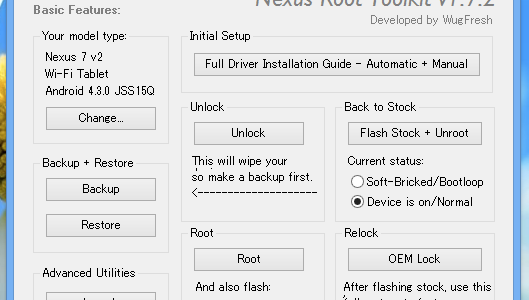 Nexus Root Toolkit v1.7.2
Basic Features:
Developed by WugFresh
Your model type:
Nexus 7 v2
Wi-Fi Tablet
Android 4.3.0 JSS15Q
Change...
Initial Setup
Full Driver Installation Guide - Automatic + Manual
Unlock
Unlock
This will wipe your
so make a backup first.
<--------------------
Back to Stock
Flash Stock + Unroot
Current status:
Soft-Bricked/Bootloop
Device is on/Normal
Backup + Restore
Backup
Restore
Root
Root
And also flash:
Relock
OEM Lock
After flashing stock, use this
Advanced Utilities